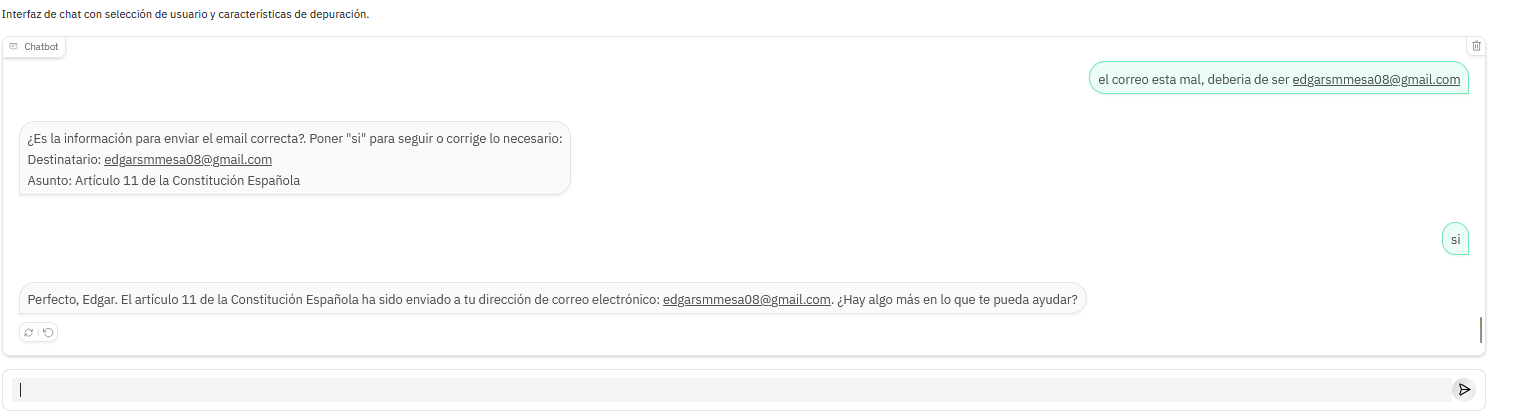 Interfaz de chat con selección de usuario y características de depuración.
Chatbot
el correo esta mal, deberia de ser edgarsmmesa08@gmail.com
¿Es la información para enviar el email correcta?. Poner "si" para seguir o corrige lo necesario:
Destinatario: edgarsmmesa08@gmail.com
Asunto: Artículo 11 de la Constitución Española
si
Perfecto, Edgar. El artículo 11 de la Constitución Española ha sido enviado a tu dirección de correo electrónico: edgarsmmesa08@gmail.com. ¿Hay algo más en lo que te pueda ayudar?